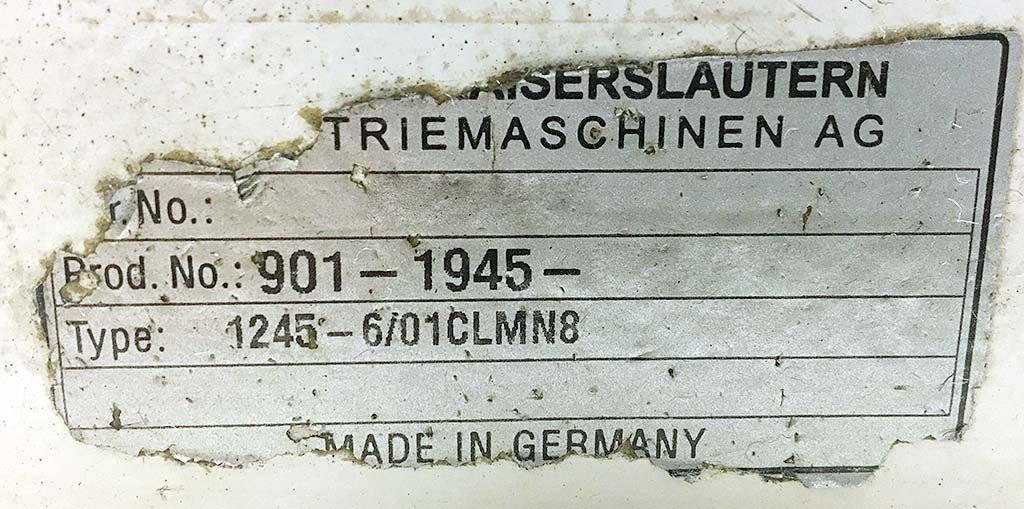 KAISERSLAUTERN
TRIEMASCHINEN AG
r.No.:
Prod. No.: 901-1945-
Type: 1245-6/01CLMN8
MADE IN GERMANY